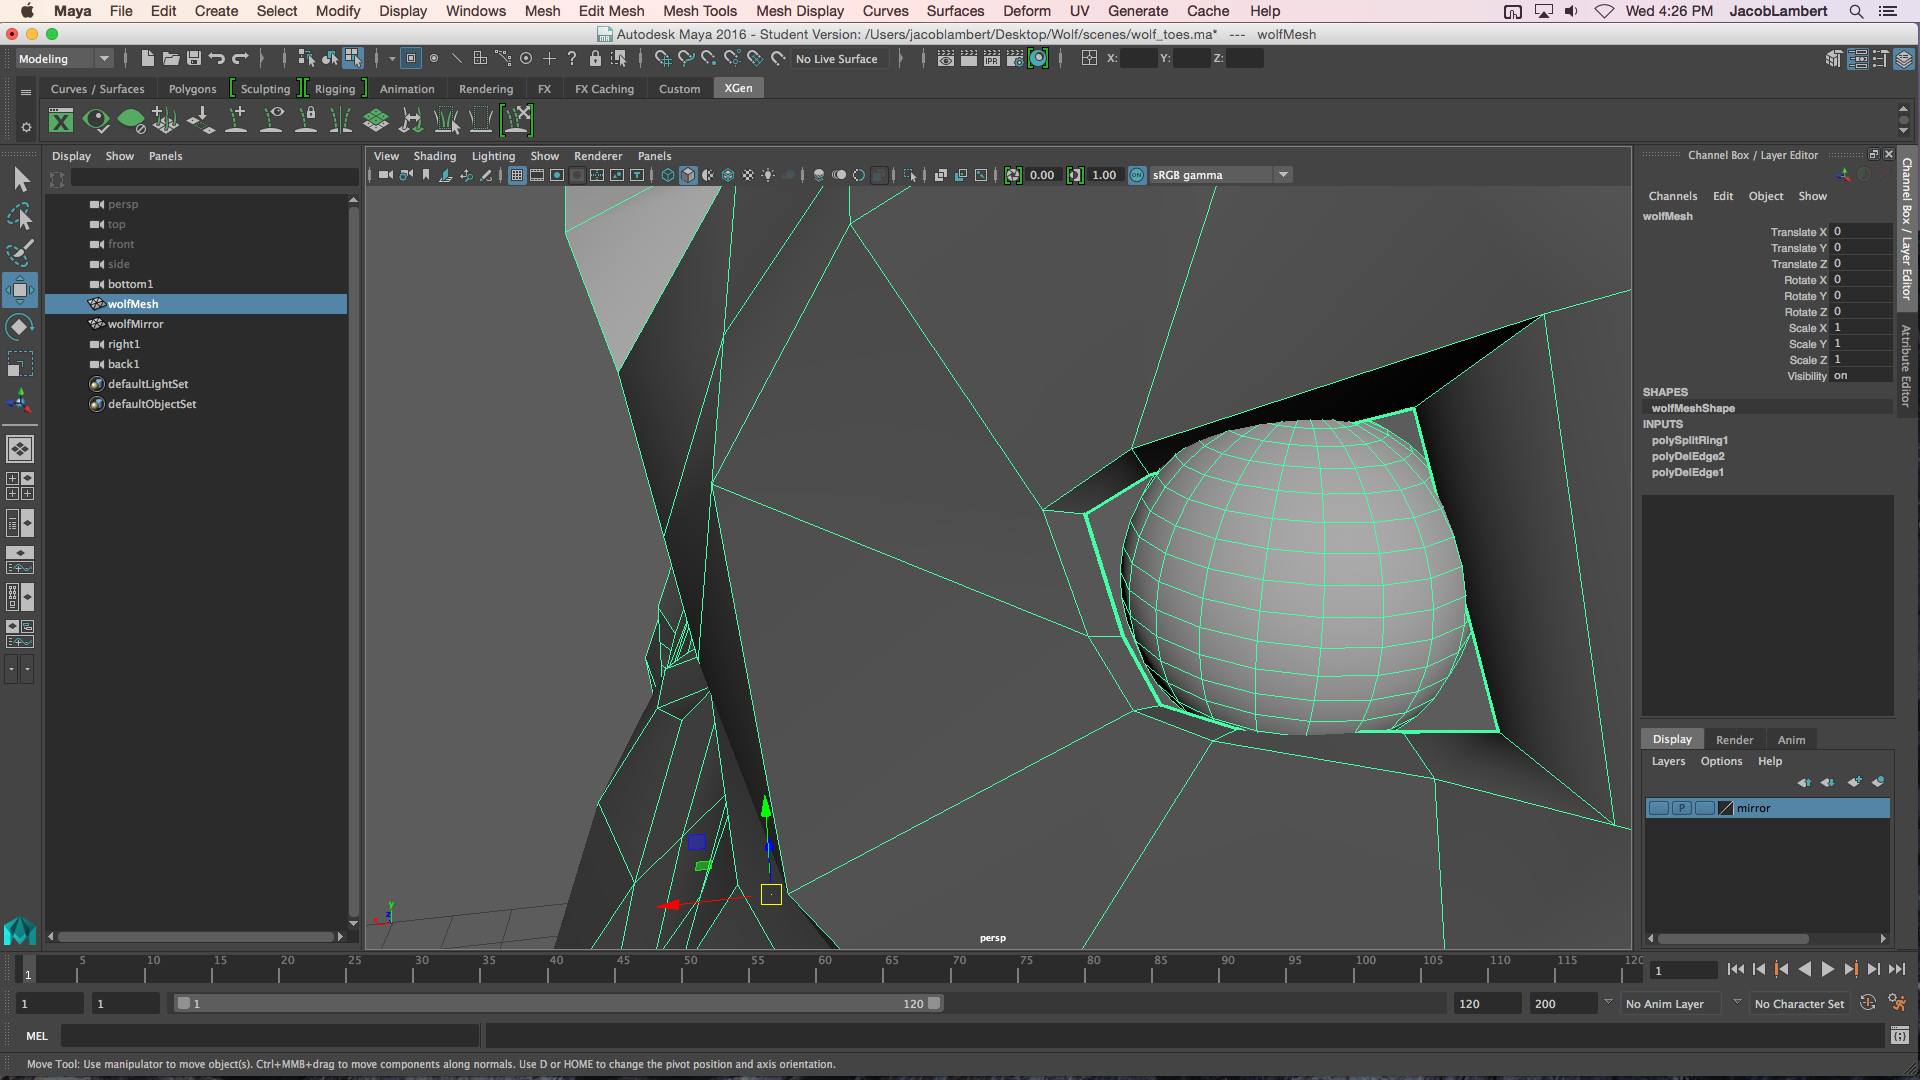 Maya File Edit Create Select Modify Display Windows Mesh Edit Mesh Mesh Tools Mesh Display Curves Surfaces Deform UV Generate Cache Help Wed 4:26 PM JacobLambert
Autodesk Maya 2016 - Student Version: /Users/jacoblambert/Desktop/Wolf/scenes/wolf_toes.ma* --- wolfMesh
Modeling No Live Surface IPR X: Y: Z:
Curves / Surfaces Polygons Sculpting Rigging Animation Rendering FX FX Caching Custom XGen
Display Show Panels
View Shading Lighting Show Renderer Panels
0.00 1.00 ON sRGB gamma
persp
top
front
side
bottom1
wolfMesh
wolfMirror
right1
back1
defaultLightSet
defaultObjectSet
y
z
x
persp
Channel Box / Layer Editor
Channels Edit Object Show
wolfMesh
Translate X 0
Translate Y 0
Translate Z 0
Rotate X 0
Rotate Y 0
Rotate Z 0
Scale X 1
Scale Y 1
Scale Z 1
Visibility on
SHAPES
wolfMeshShape
INPUTS
polySplitRing1
polyDelEdge2
polyDelEdge1
Channel Box / Layer Editor
Attribute Editor
Display Render Anim
Layers Options Help
P mirror
1 5 10 15 20 25 30 35 40 45 50 55 60 65 70 75 80 85 90 95 100 105 110 115 120 1
1 1 1 120 120 200 No Anim Layer No Character Set
MEL
Move Tool: Use manipulator to move object(s). Ctrl+MMB+drag to move components along normals. Use D or HOME to change the pivot position and axis orientation.